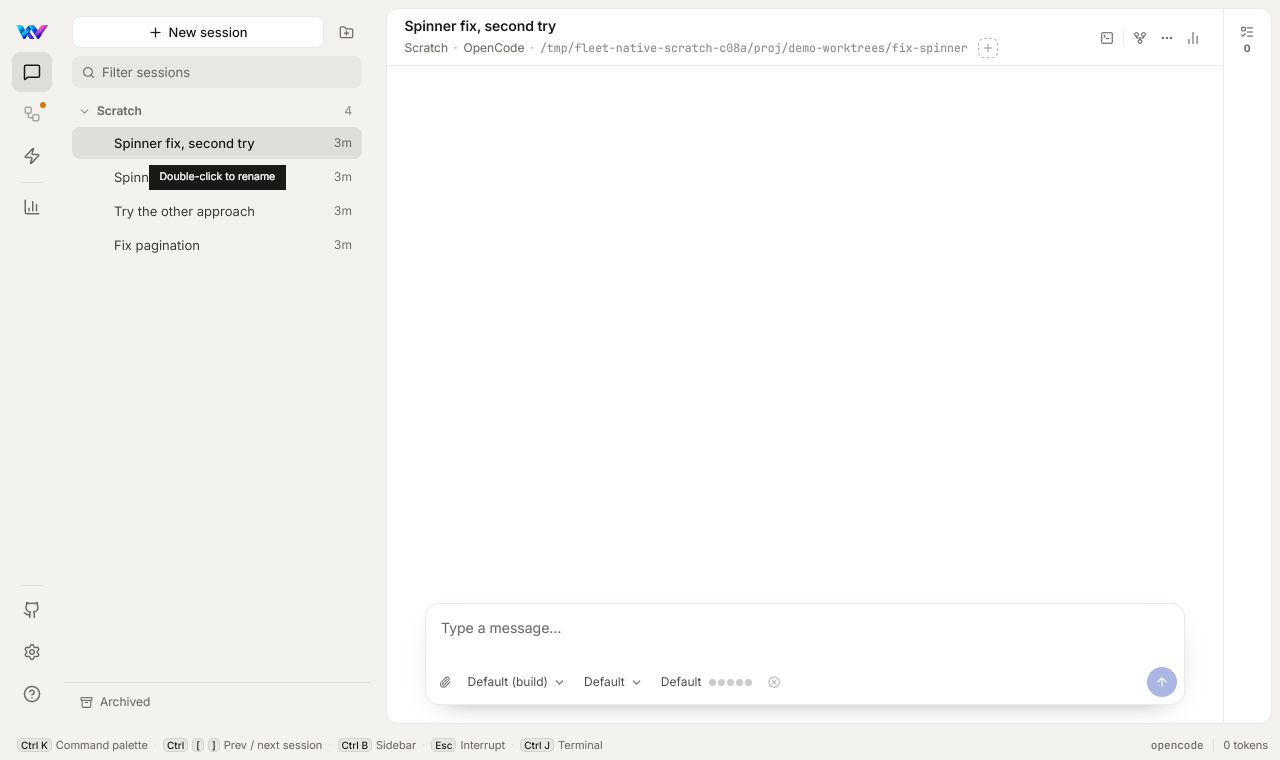 New session
Filter sessions
Scratch 4
Spinner fix, second try 3m
Spinn 3m
Double-click to rename
Try the other approach 3m
Fix pagination 3m
Archived
Spinner fix, second try
Scratch · OpenCode · /tmp/fleet-native-scratch-c08a/proj/demo-worktrees/fix-spinner
0
Type a message...
Default (build) Default Default
Ctrl K Command palette Ctrl [ ] Prev / next session Ctrl B Sidebar Esc Interrupt Ctrl J Terminal opencode 0 tokens